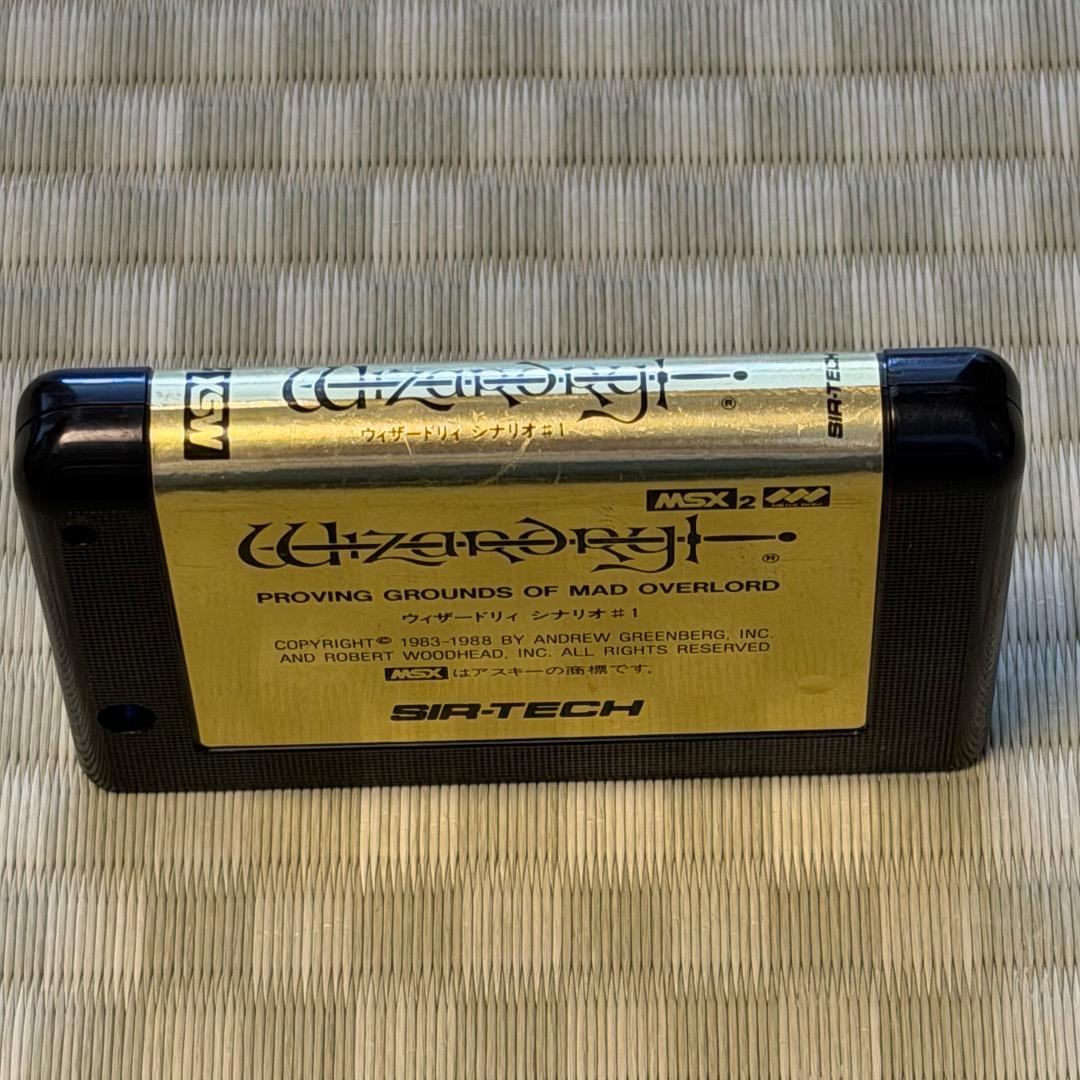 MSX
Wizardry ®
SIR-TECH
ウィザードリィ シナリオ#1
MSX 2
Wizardry ®
PROVING GROUNDS OF MAD OVERLORD
ウィザードリィ シナリオ#1
COPYRIGHT© 1983-1988 BY ANDREW GREENBERG, INC.
AND ROBERT WOODHEAD, INC. ALL RIGHTS RESERVED
MSX はアスキーの商標です。
SIR-TECH